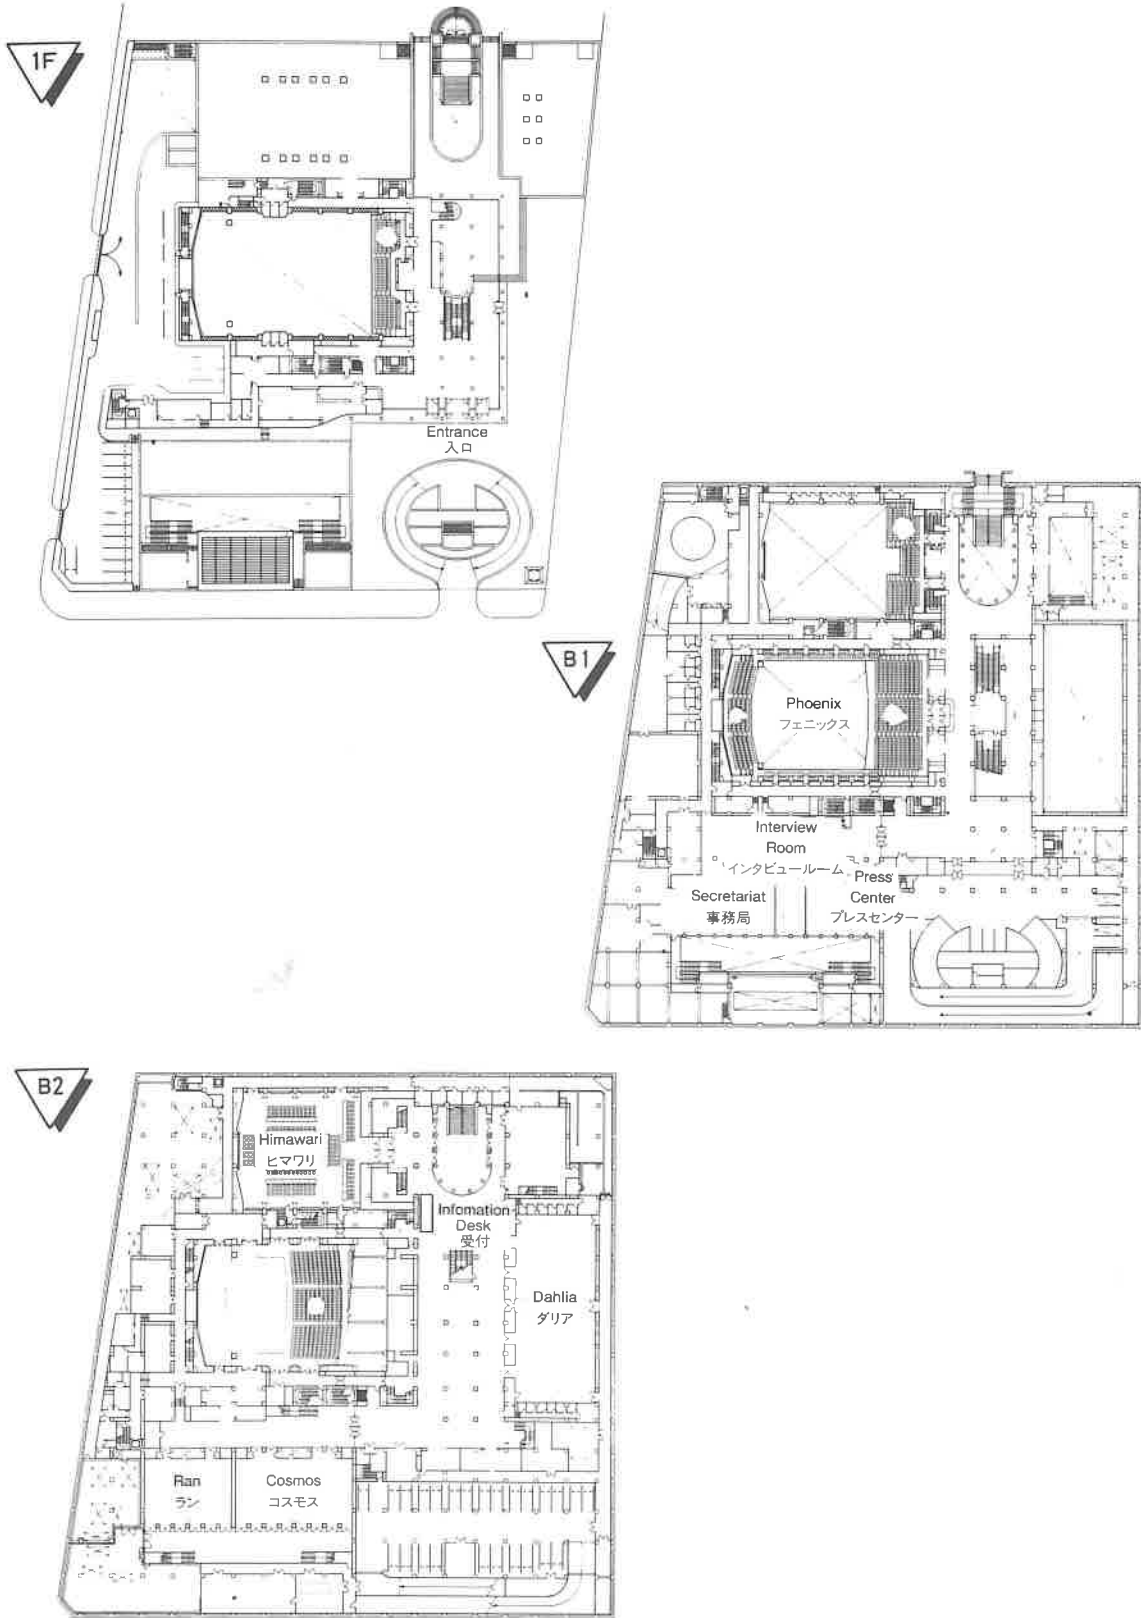 1F
Entrance
入口
B1
Phoenix
フェニックス
Interview
Room
インタビュールーム
Press
Center
プレスセンター
Secretariat
事務局
B2
Himawari
ヒマワリ
Infomation
Desk
受付
Dahlia
ダリア
Ran
ラン
Cosmos
コスモス